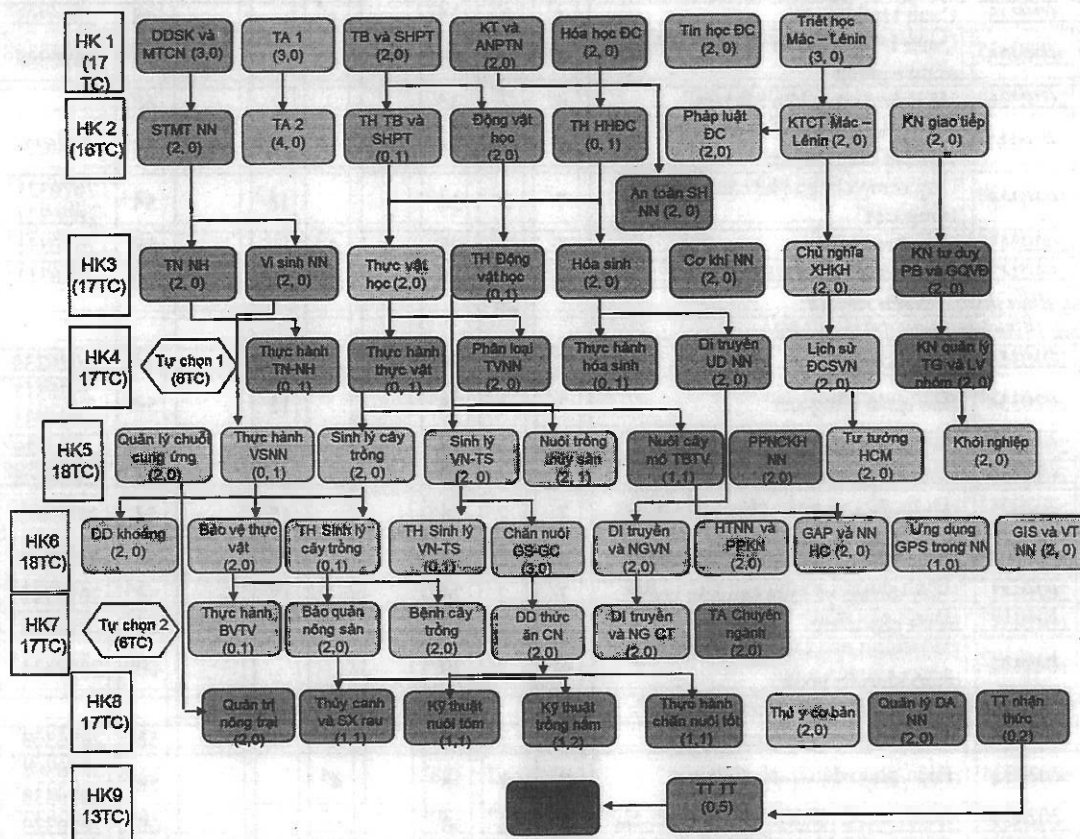 HK 1
(17
TC)
DDSK và
MTCN (3,0)
TA 1
(3,0)
TB và SHPT
(2,0)
KT và
ANPTN
(2,0)
Hóa học ĐC
(2, 0)
Tin học ĐC
(2, 0)
Triết học
Mác – Lênin
(3, 0)
HK 2
(16TC)
STMT NN
(2, 0)
TA 2
(4, 0)
TH TB và
SHPT
(0, 1)
Động vật
học (2,0)
TH HHĐC
(0, 1)
Pháp luật
ĐC
(2,0)
KTCT Mác –
Lênin (2, 0)
KN giao tiếp
(2, 0)
An toàn SH
NN (2, 0)
HK3
(17TC)
TN NH
(2, 0)
Vi sinh NN
(2, 0)
Thực vật
học (2,0)
TH Động
vật học
(0,1)
Hóa sinh
(2, 0)
Cơ khí NN
(2, 0)
Chủ nghĩa
XHKH
(2, 0)
KN tư duy
PB và GQVĐ
(2,0)
HK4
17TC)
Tự chọn 1
(6TC)
Thực hành
TN-NH
(0,1)
Thực hành
thực vật
(0,1)
Phân loại
TVNN
(2, 0)
Thực hành
hóa sinh
(0,1)
Di truyền
UD NN
(2, 0)
Lịch sử
ĐCSVN
(2, 0)
KN quản lý
TG và LV
nhóm (2,0)
HK5
18TC)
Quản lý chuỗi
cung ứng
(2,0)
Thực hành
VSNN
(0, 1)
Sinh lý cây
trồng
(2, 0)
Sinh lý
VN-TS
(2, 0)
Nuôi trồng
thủy sản
(2, 1)
Nuôi cấy
mô TBTV
(1,1)
PPNCKH
NN
(2,0)
Tư tưởng
HCM
(2, 0)
Khởi nghiệp
(2, 0)
HK6
18TC)
DD khoáng
(2, 0)
Bảo vệ thực
vật
(2,0)
TH Sinh lý
cây trồng
(0,1)
TH Sinh lý
VN-TS
(0,1)
Chăn nuôi
GS-GC
(3,0)
Di truyền
và NGVN
(2,0)
HTNN và
PPKN
(2,0)
GAP và NN
HC (2, 0)
Ứng dụng
GPS trong NN
(1,0)
GIS và VT
NN (2, 0)
HK7
17TC)
Tự chọn 2
(6TC)
Thực hành
BVTV
(0,1)
Bảo quản
nông sản
(2,0)
Bệnh cây
trồng
(2,0)
DD thức
ăn CN
(2,0)
Di truyền
và NG CT
(2,0)
TA Chuyên
ngành
(2,0)
HK8
17TC)
Quản trị
nông trại
(2,0)
Thủy canh
và SX rau
(1,1)
Kỹ thuật
nuôi tôm
(1,1)
Kỹ thuật
trồng nấm
(1,2)
Thực hành
chăn nuôi tốt
(1,1)
Thú y cơ bản
(2,0)
Quản lý DA
NN
(2,0)
TT nhận
thức
(0,2)
HK9
13TC)
TT TT
(0,5)